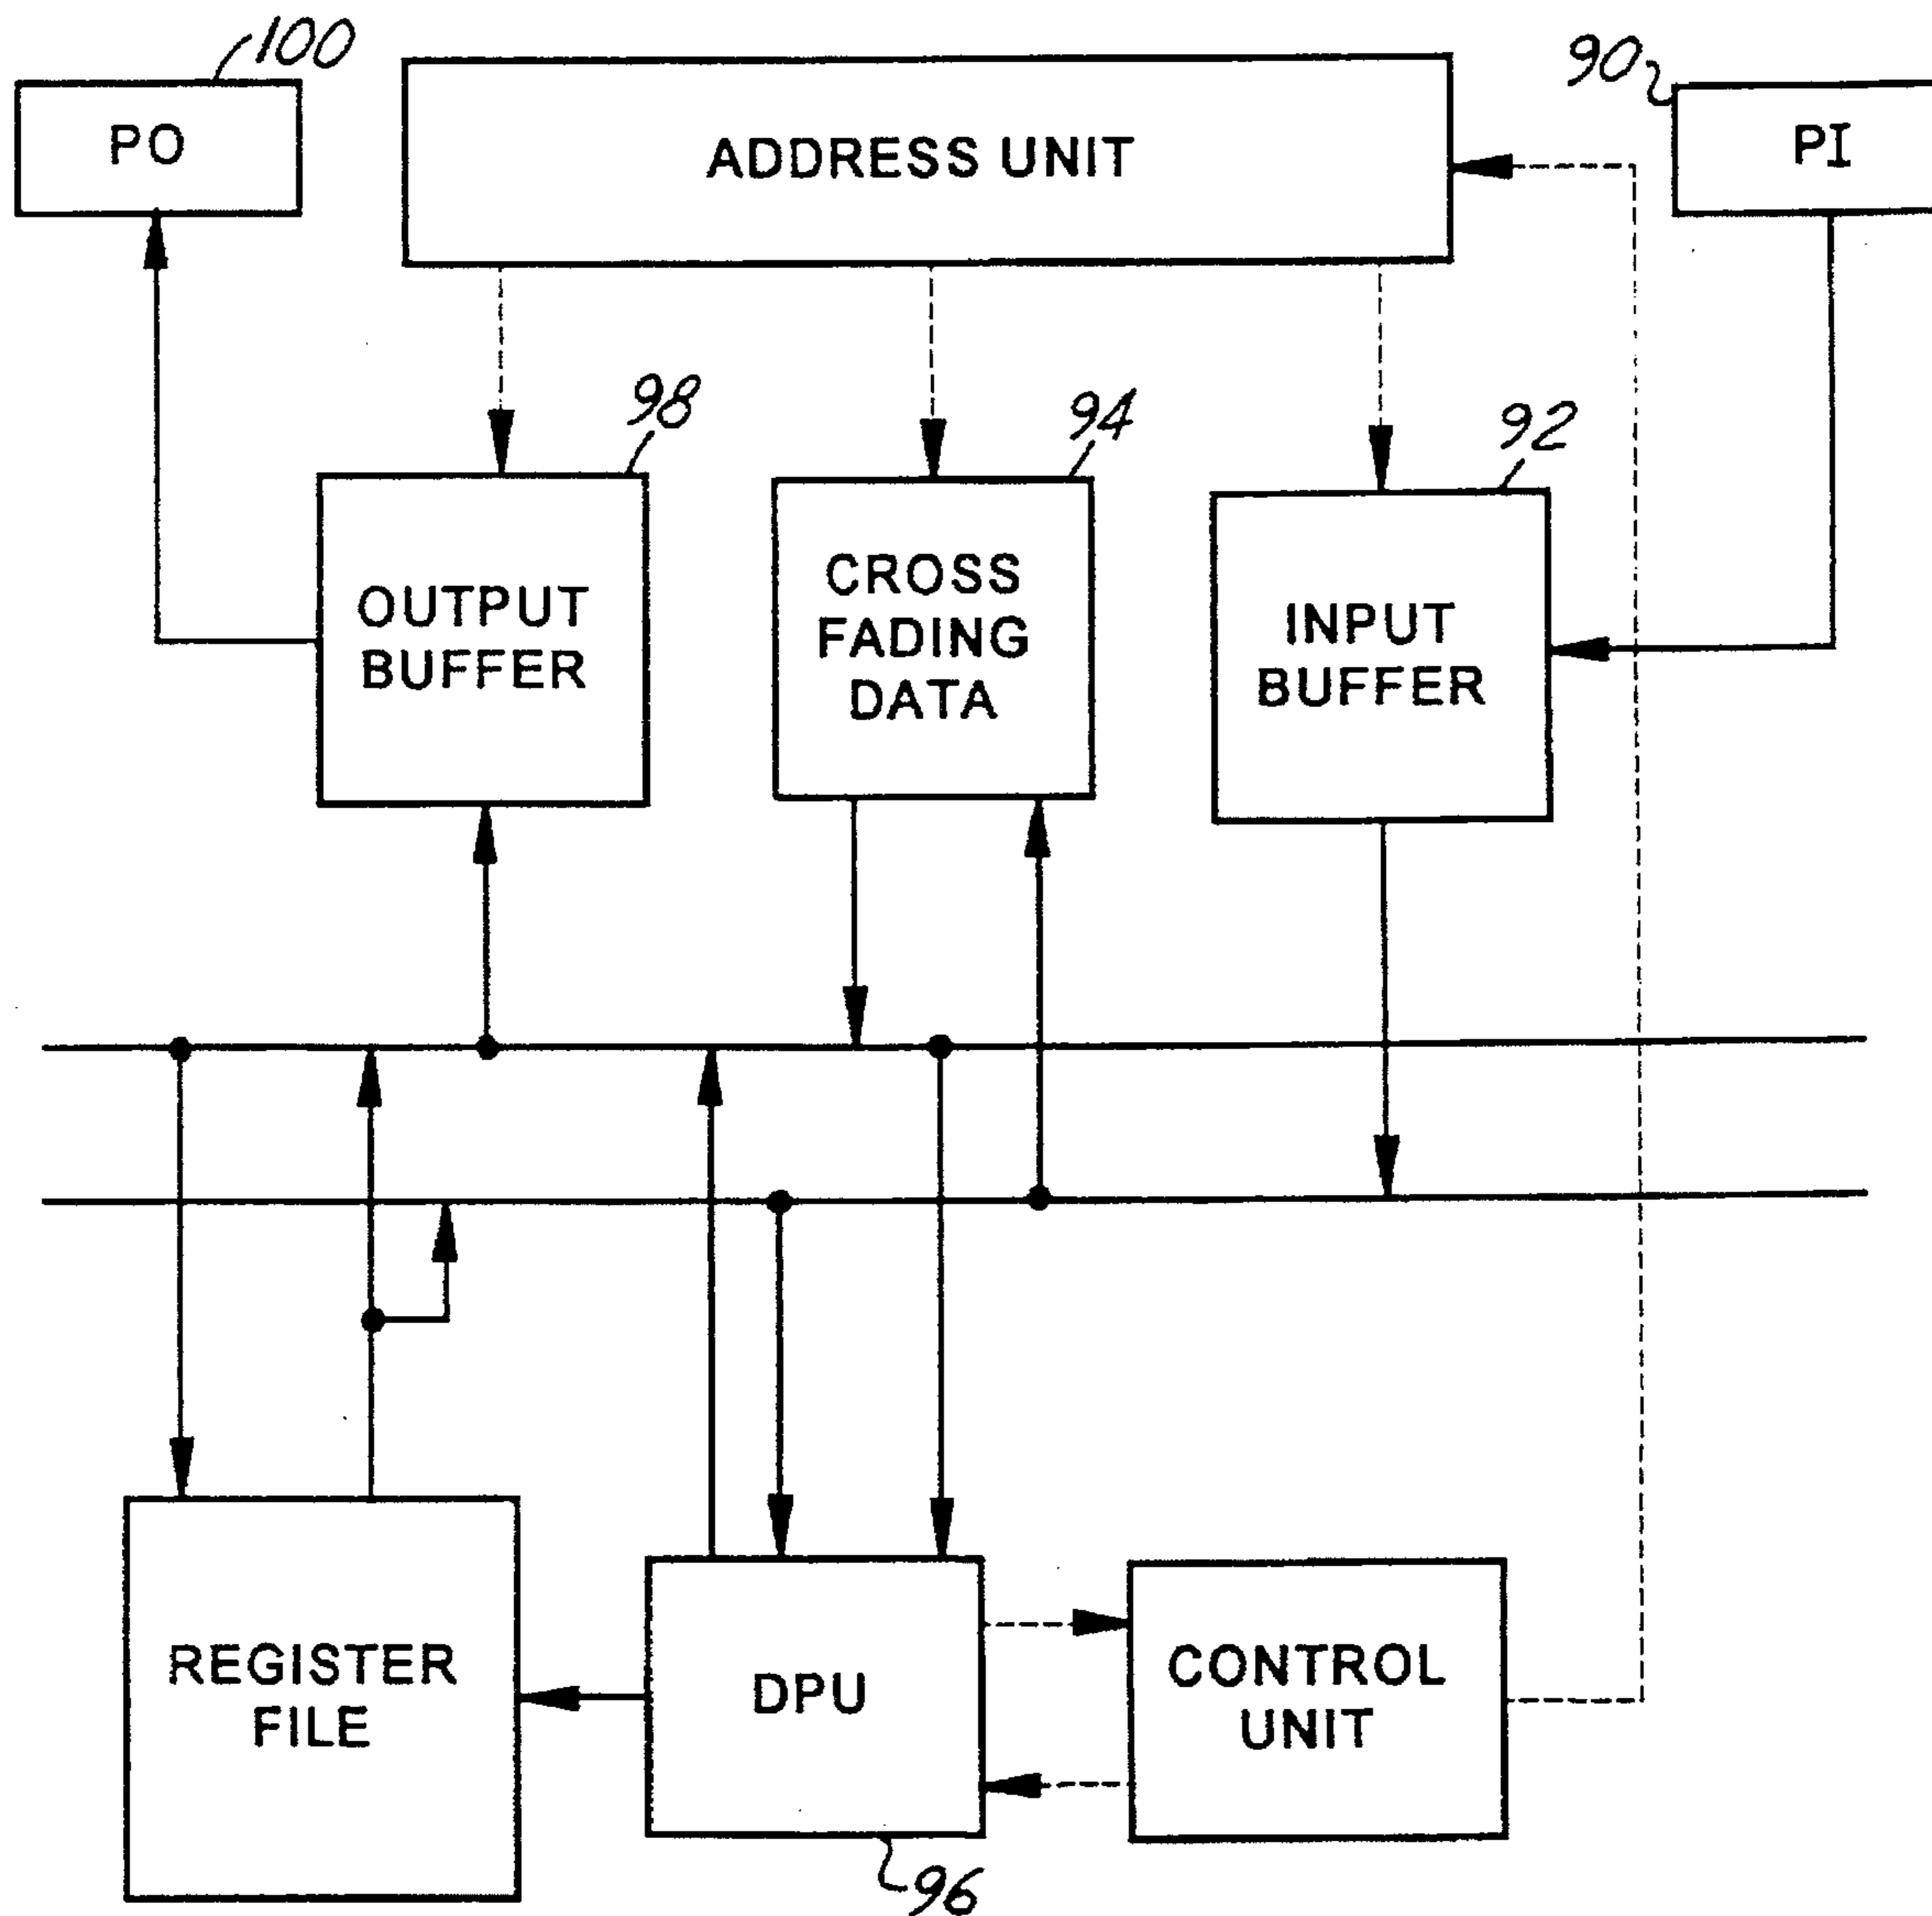 100
90
PO
ADDRESS UNIT
PI
98
94
92
OUTPUT
BUFFER
CROSS
FADING
DATA
INPUT
BUFFER
REGISTER
FILE
DPU
CONTROL
UNIT
96